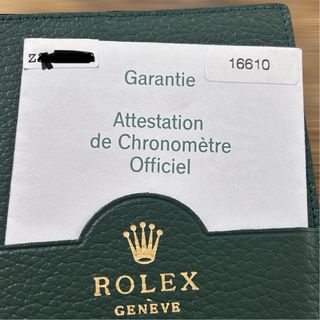 Z
16610
Garantie
Attestation
de Chronomètre
Officiel
ROLEX
GENÈVE